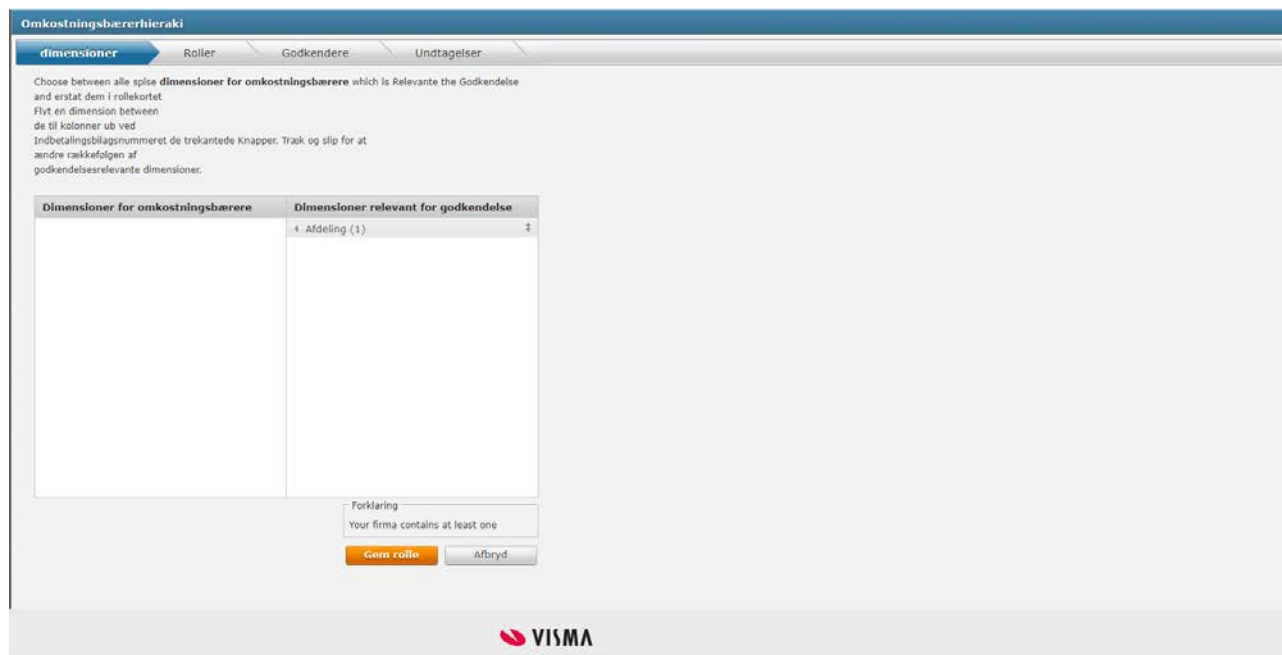 Omkostningsbærerhieraki
dimensioner Roller Godkendere Undtagelser
Choose between alle spise dimensioner for omkostningsbærere which is Relevante the Godkendelse
and erstat dem i rollekortet
Flyt en dimension between
de til kolonner ub ved
Indbetalingsbilagsnummeret de trekantede Knapper. Træk og slip for at
ændre rækkefølgen af
godkendelsesrelevante dimensioner.
Dimensioner for omkostningsbærere Dimensioner relevant for godkendelse
Afdeling (1)
Forklaring
Your firma contains at least one
Gem rolle Afbryd
VISMA